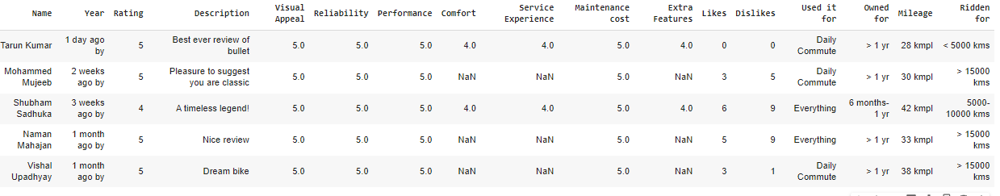 Name Year Rating Description Visual Appeal Reliability Performance Comfort Service Experience Maintenance cost Extra Features Likes Dislikes Used it for Owned for Mileage Ridden for
Tarun Kumar 1 day ago by 5 Best ever review of bullet 5.0 5.0 5.0 4.0 4.0 5.0 4.0 0 0 Daily Commute > 1 yr 28 kmpl < 5000 kms
Mohammed Mujeeb 2 weeks ago by 5 Pleasure to suggest you are classic 5.0 5.0 5.0 NaN NaN 5.0 NaN 3 5 Daily Commute > 1 yr 30 kmpl > 15000 kms
Shubham Sadhuka 3 weeks ago by 4 A timeless legend! 5.0 5.0 5.0 4.0 4.0 5.0 4.0 6 9 Everything 6 months-1 yr 42 kmpl 5000-10000 kms
Naman Mahajan 1 month ago by 5 Nice review 5.0 5.0 5.0 NaN NaN 5.0 NaN 5 9 Everything > 1 yr 33 kmpl > 15000 kms
Vishal Upadhyay 1 month ago by 5 Dream bike 5.0 5.0 5.0 NaN NaN 5.0 NaN 3 1 Daily Commute > 1 yr 38 kmpl > 15000 kms